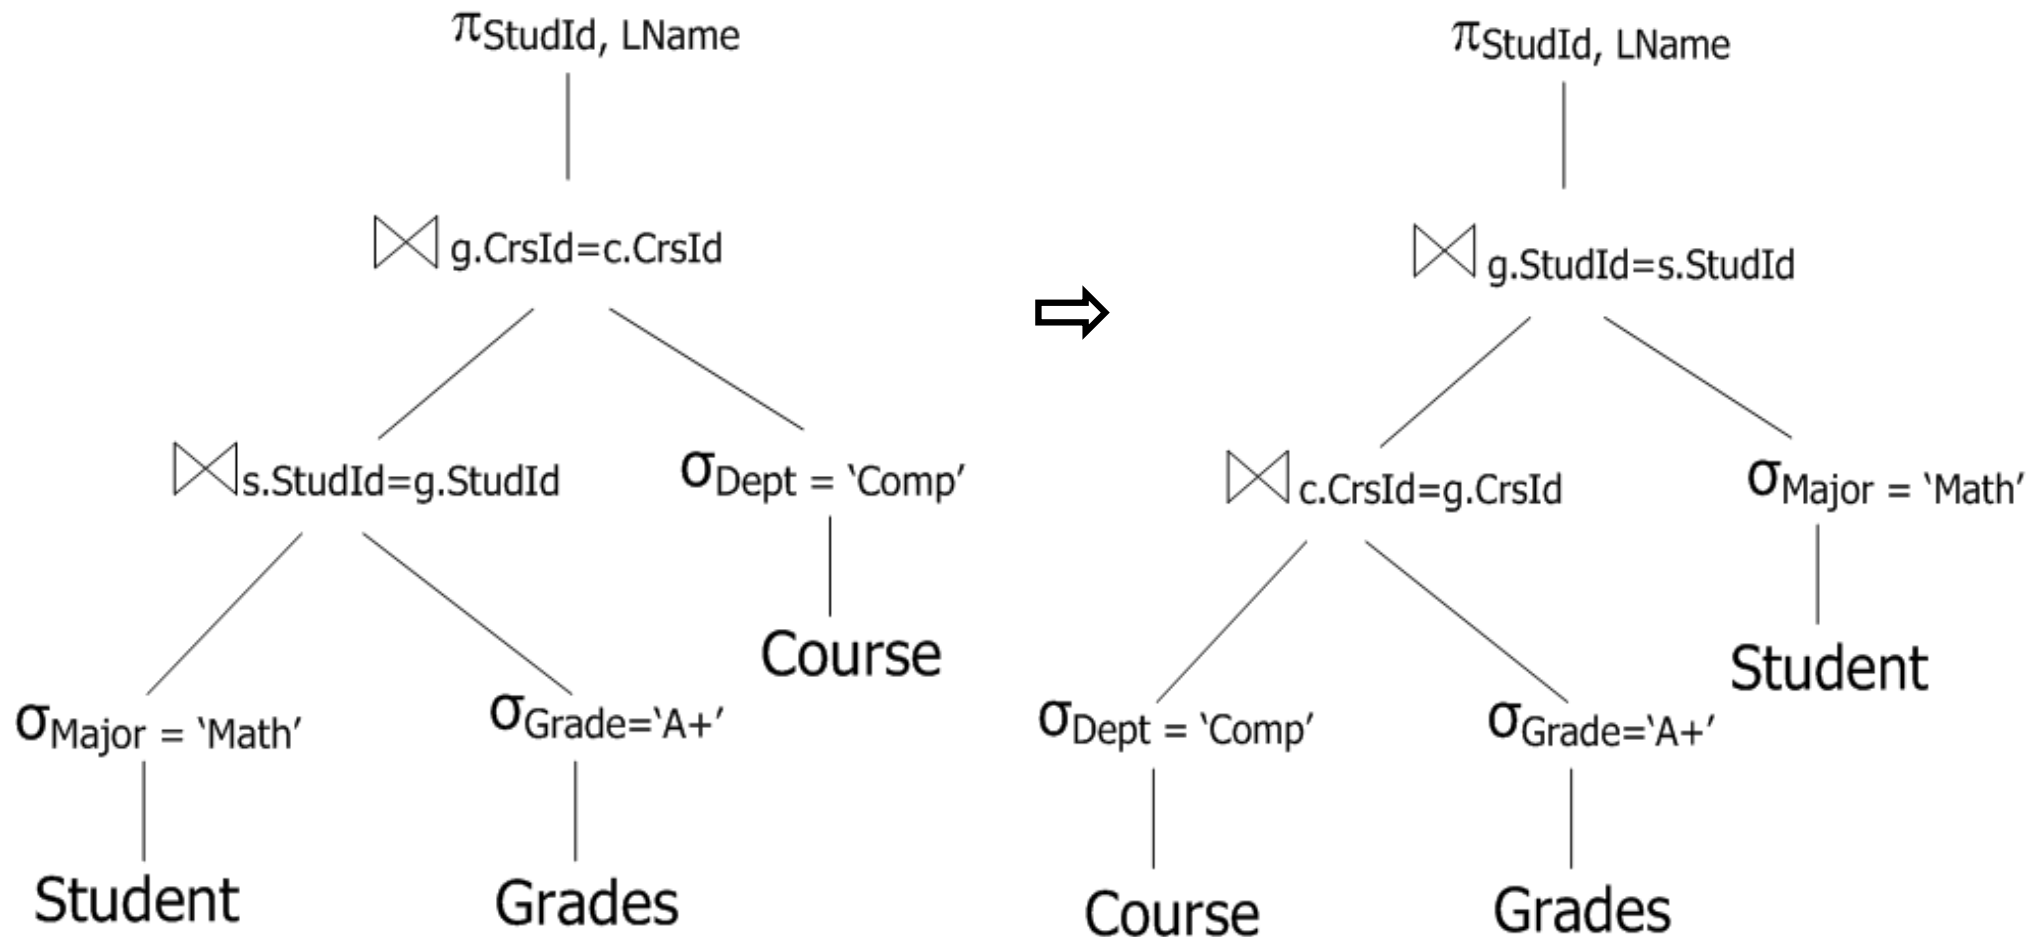 πStudId, LName
⋈ g.CrsId=c.CrsId
⋈s.StudId=g.StudId
σDept = ‘Comp’
Course
σMajor = ‘Math’
σGrade=‘A+’
Student
Grades
⇨
πStudId, LName
⋈ g.StudId=s.StudId
⋈ c.CrsId=g.CrsId
σMajor = ‘Math’
Student
σDept = ‘Comp’
σGrade=‘A+’
Course
Grades